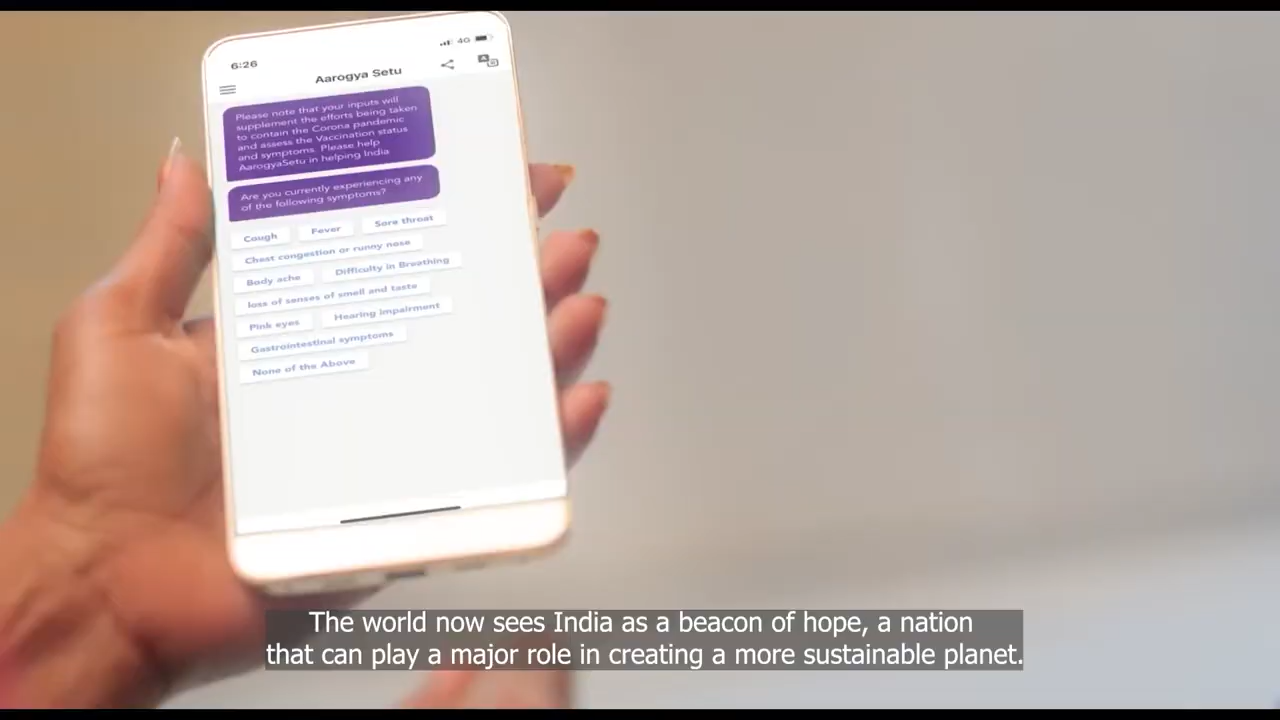 6:26
4G
Aarogya Setu
Please note that your inputs will
supplement the efforts being taken
to contain the Corona pandemic
and assess the Vaccination status
and symptoms. Please help
AarogyaSetu in helping India
Are you currently experiencing any
of the following symptoms?
Cough Fever Sore throat
Chest congestion or runny nose
Body ache Difficulty in Breathing
loss of senses of smell and taste
Pink eyes Hearing impairment
Gastrointestinal symptoms
None of the Above
The world now sees India as a beacon of hope, a nation
that can play a major role in creating a more sustainable planet.